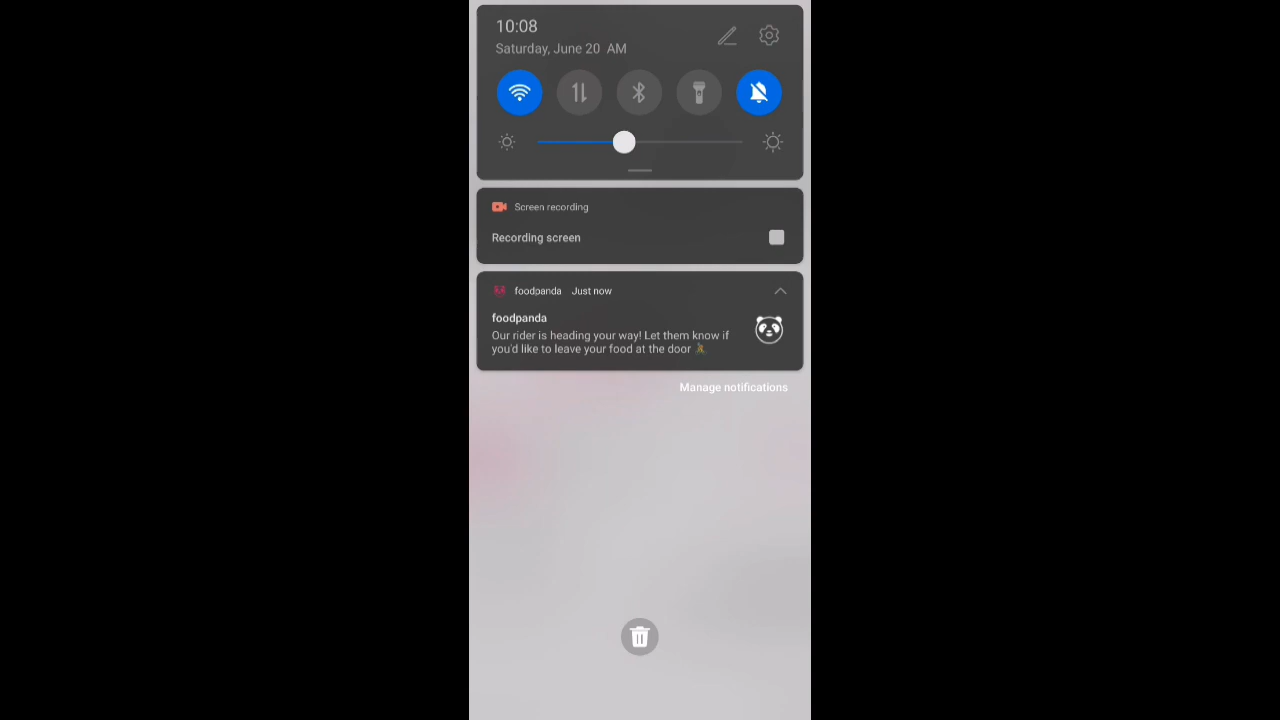 10:08
Saturday, June 20 AM
Screen recording
Recording screen
foodpanda Just now
foodpanda
Our rider is heading your way! Let them know if
you'd like to leave your food at the door
Manage notifications